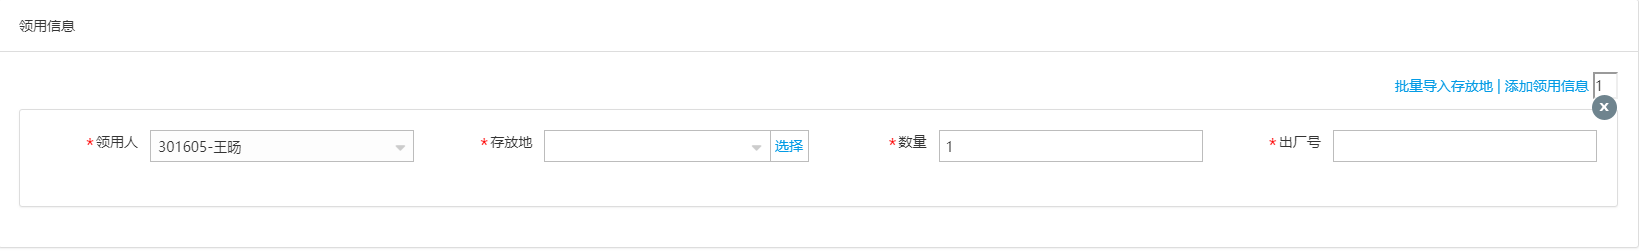 领用信息
批量导入存放地 | 添加领用信息 1
x
*领用人 301605-王旸 *存放地 选择 *数量 1 *出厂号